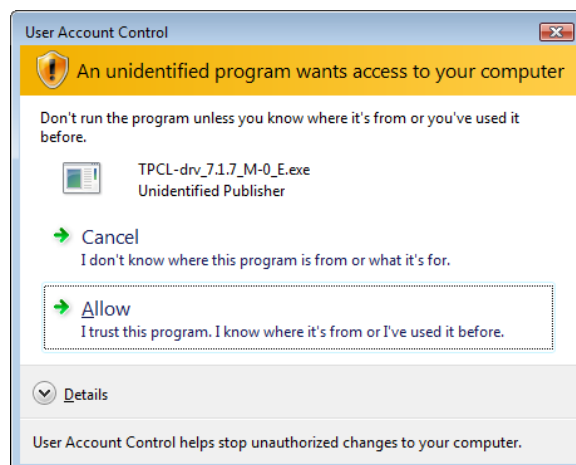 User Account Control
An unidentified program wants access to your computer
Don't run the program unless you know where it's from or you've used it
before.
TPCL-drv_7.1.7_M-0_E.exe
Unidentified Publisher
Cancel
I don't know where this program is from or what it's for.
Allow
I trust this program. I know where it's from or I've used it before.
Details
User Account Control helps stop unauthorized changes to your computer.